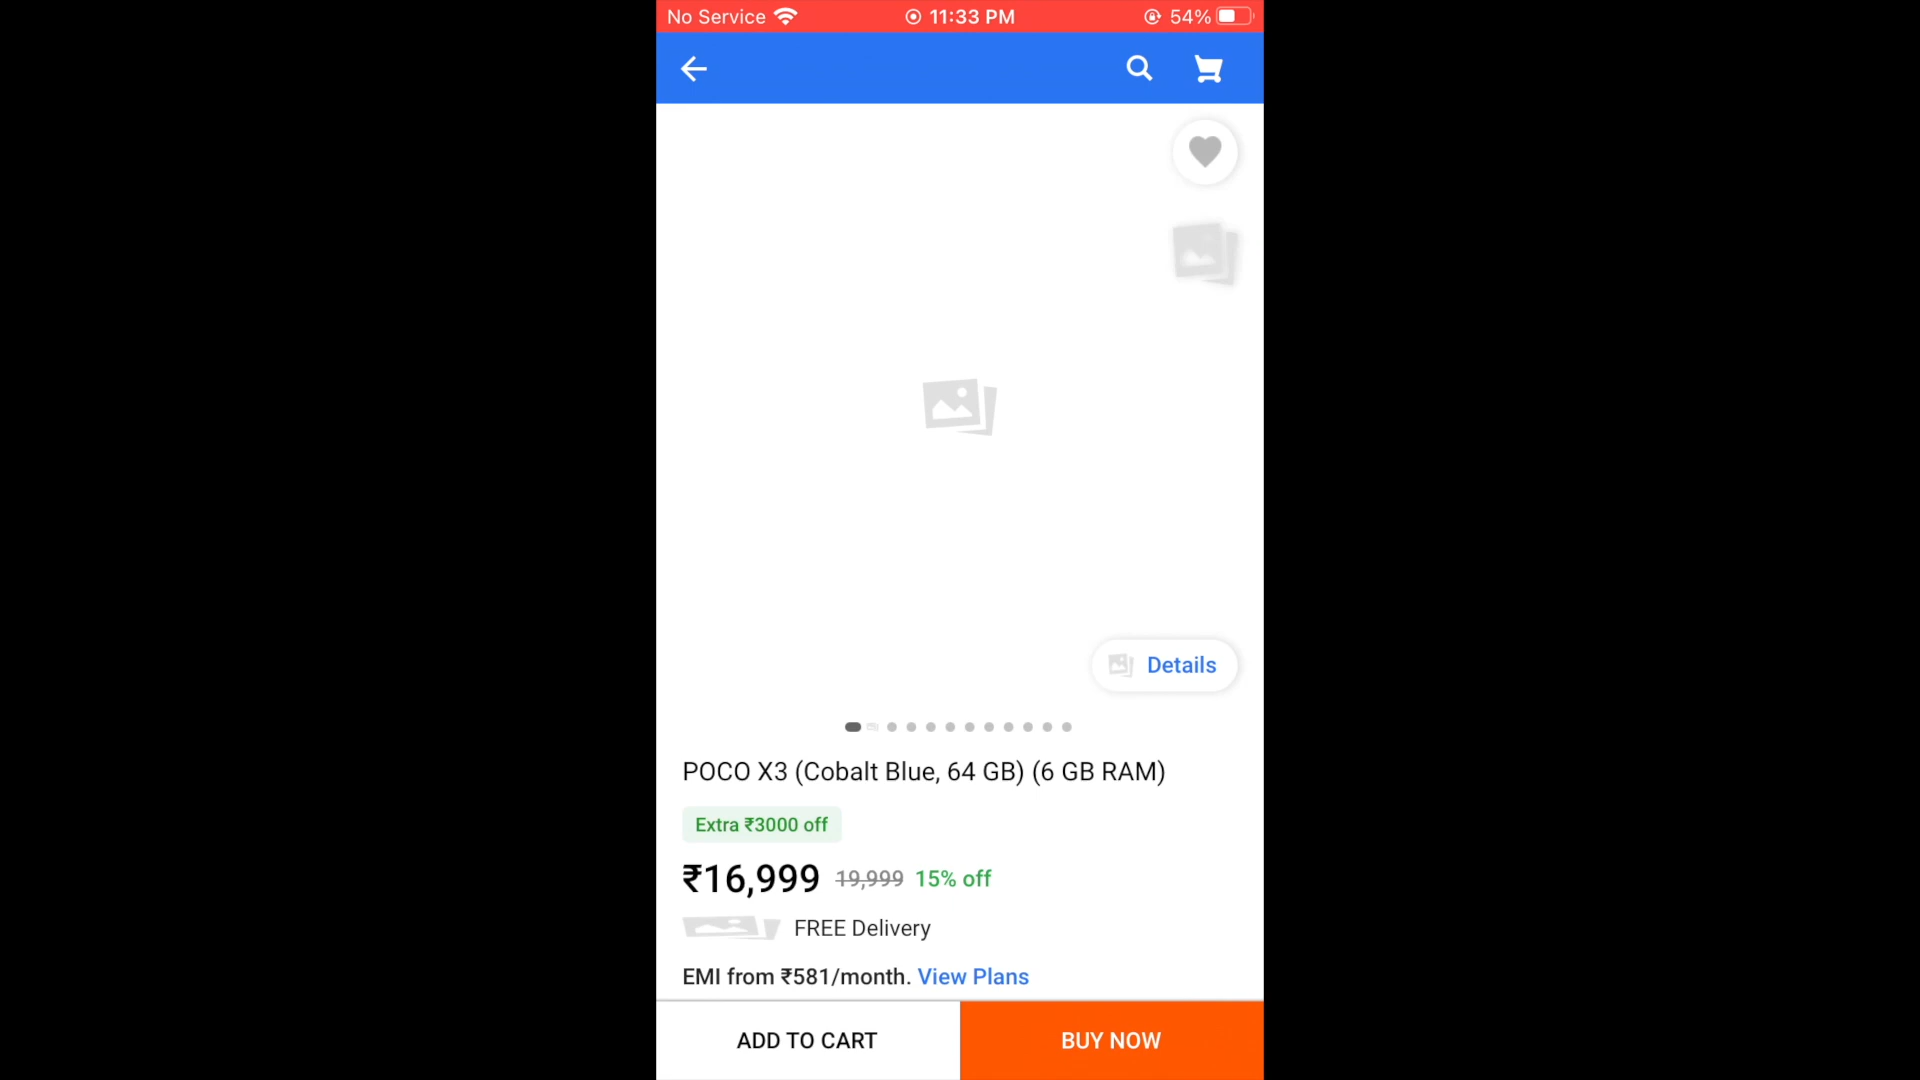 No Service 11:33 PM 54%
Details
POCO X3 (Cobalt Blue, 64 GB) (6 GB RAM)
Extra ₹3000 off
₹16,999 19,999 15% off
FREE Delivery
EMI from ₹581/month. View Plans
ADD TO CART BUY NOW